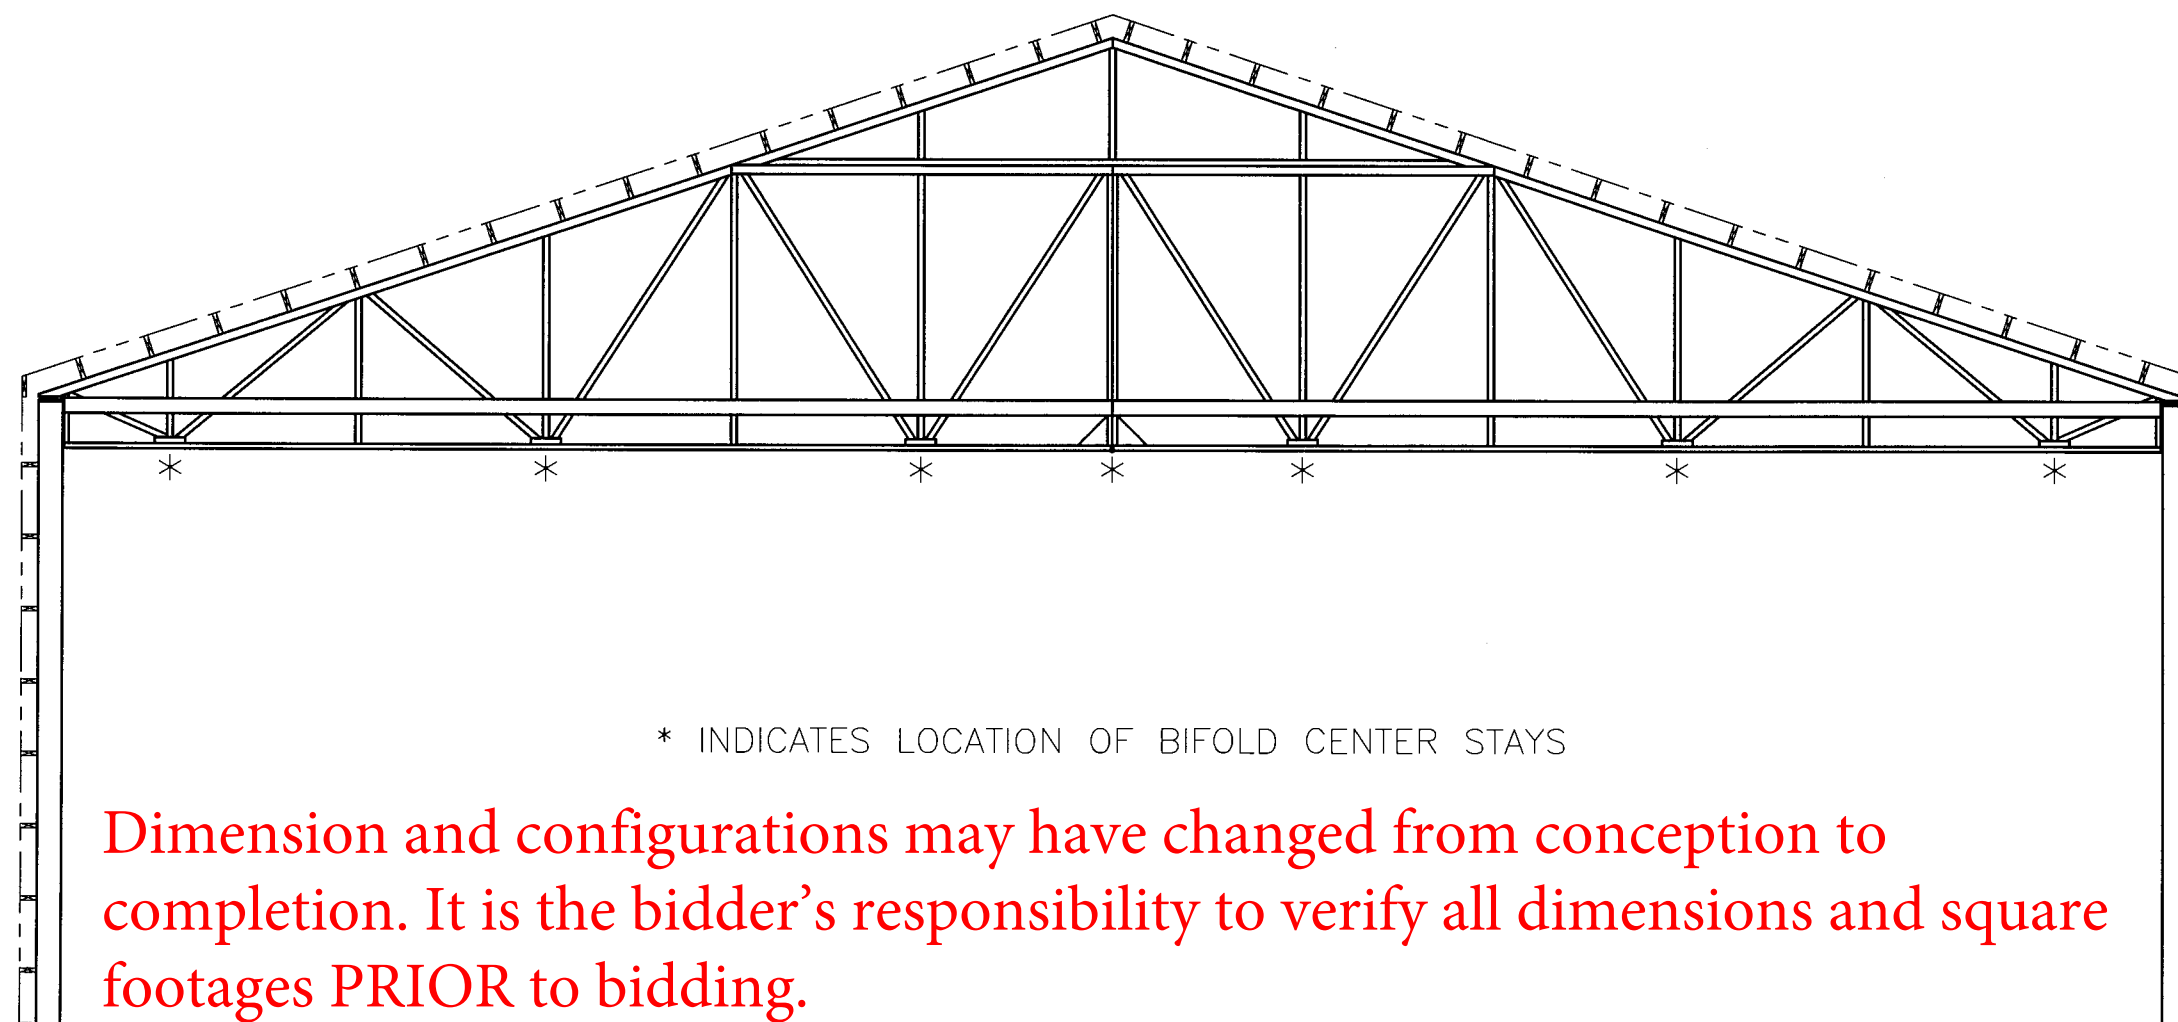 * INDICATES LOCATION OF BIFOLD CENTER STAYS
Dimension and configurations may have changed from conception to
completion. It is the bidder’s responsibility to verify all dimensions and square
footages PRIOR to bidding.